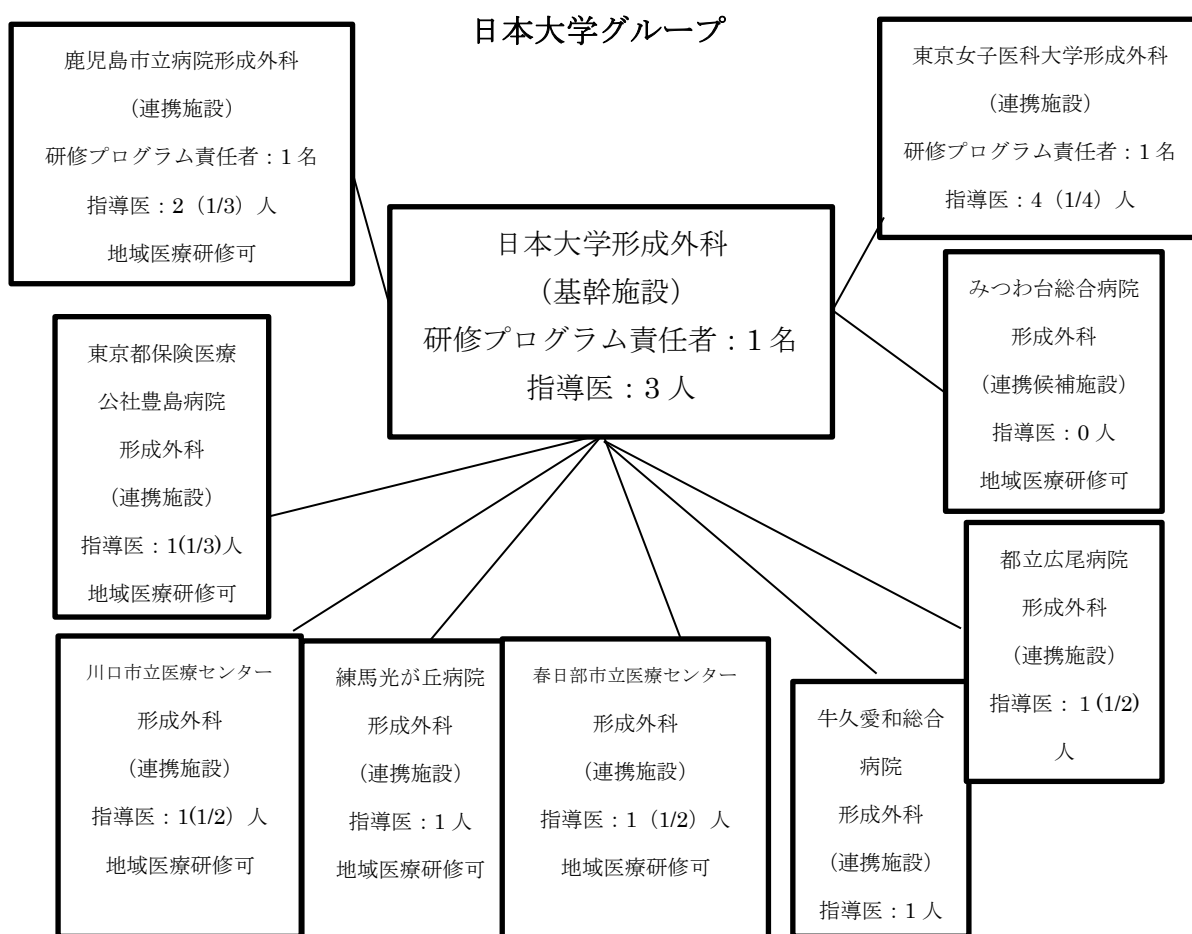 日本大学グループ
鹿児島市立病院形成外科
（連携施設）
研修プログラム責任者：1 名
指導医：2（1/3）人
地域医療研修可
東京女子医科大学形成外科
（連携施設）
研修プログラム責任者：1 名
指導医：4（1/4）人
日本大学形成外科
（基幹施設）
研修プログラム責任者：1 名
指導医：3 人
みつわ台総合病院
形成外科
（連携候補施設）
指導医：0 人
地域医療研修可
東京都保険医療
公社豊島病院
形成外科
（連携施設）
指導医：1(1/3)人
地域医療研修可
都立広尾病院
形成外科
（連携施設）
指導医：1 (1/2)
人
川口市立医療センター
形成外科
（連携施設）
指導医：1(1/2）人
地域医療研修可
練馬光が丘病院
形成外科
（連携施設）
指導医：1 人
地域医療研修可
春日部市立医療センター
形成外科
（連携施設）
指導医：1（1/2）人
地域医療研修可
牛久愛和総合
病院
形成外科
（連携施設）
指導医：1 人